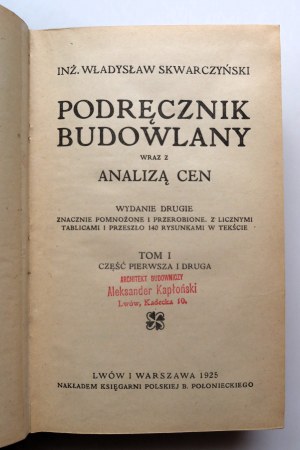 INŻ. WŁADYSŁAW SKWARCZYŃSKI
PODRĘCZNIK
BUDOWLANY
WRAZ Z
ANALIZĄ CEN
WYDANIE DRUGIE
ZNACZNIE POMNOŻONE I PRZEROBIONE, Z LICZNYMI
TABLICAMI I PRZESZŁO 140 RYSUNKAMI W TEKŚCIE
TOM I
CZĘŚĆ PIERWSZA I DRUGA
ARCHITEKT BUDOWNICZY
Aleksander Kapłoński
Lwów, Kadecka 10.
LWÓW I WARSZAWA 1925
NAKŁADEM KSIĘGARNI POLSKIEJ B. POŁONIECKIEGO